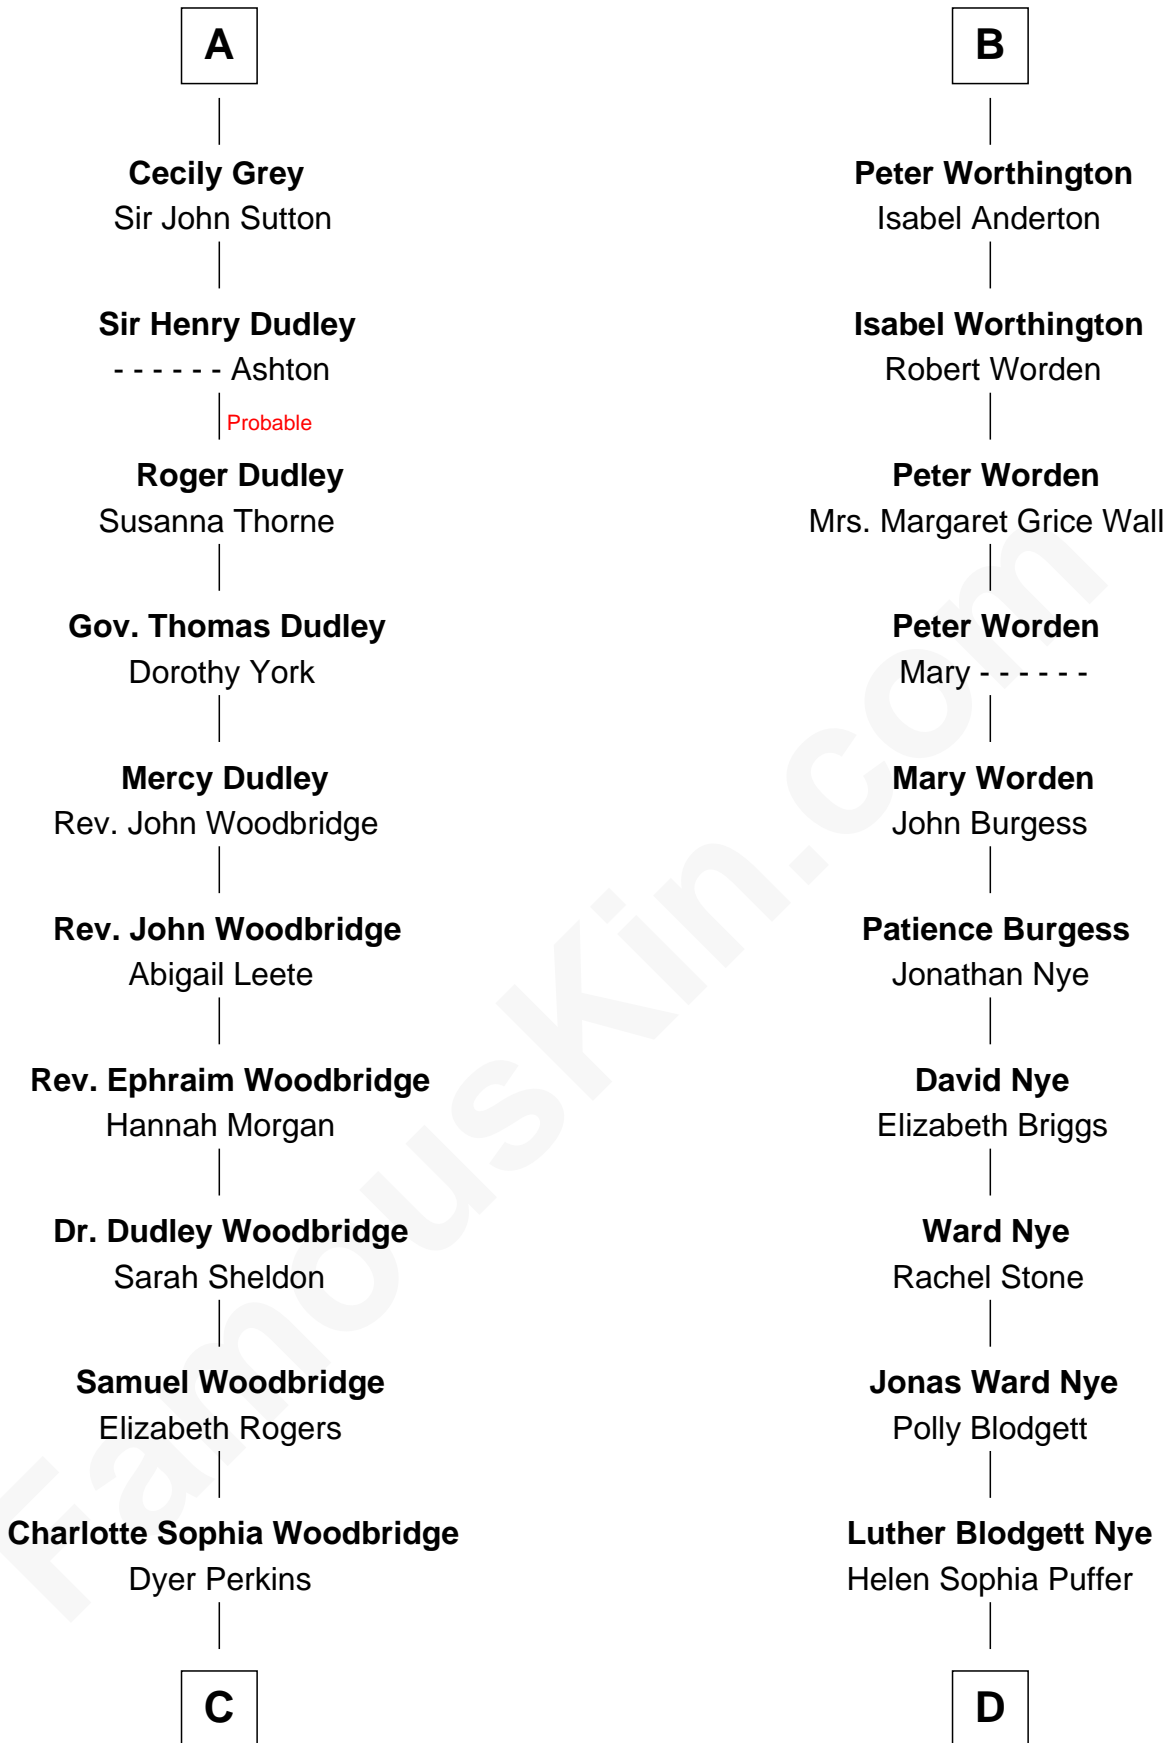 A
Cecily Grey
Sir John Sutton
Sir Henry Dudley
- - - - - - Ashton
Probable
Roger Dudley
Susanna Thorne
Gov. Thomas Dudley
Dorothy York
Mercy Dudley
Rev. John Woodbridge
Rev. John Woodbridge
Abigail Leete
Rev. Ephraim Woodbridge
Hannah Morgan
Dr. Dudley Woodbridge
Sarah Sheldon
Samuel Woodbridge
Elizabeth Rogers
Charlotte Sophia Woodbridge
Dyer Perkins
C
B
Peter Worthington
Isabel Anderton
Isabel Worthington
Robert Worden
Peter Worden
Mrs. Margaret Grice Wall
Peter Worden
Mary - - - - - -
Mary Worden
John Burgess
Patience Burgess
Jonathan Nye
David Nye
Elizabeth Briggs
Ward Nye
Rachel Stone
Jonas Ward Nye
Polly Blodgett
Luther Blodgett Nye
Helen Sophia Puffer
D
FamousKin.com